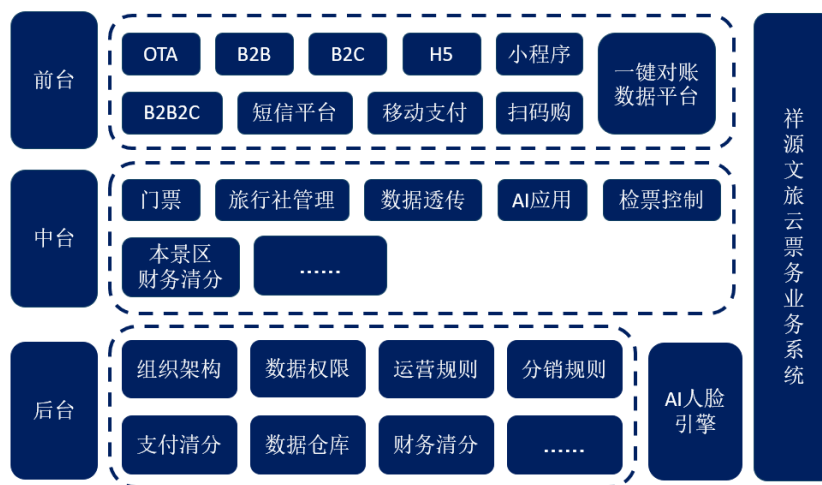 前台
OTA
B2B
B2C
H5
小程序
一键对账
数据平台
B2B2C
短信平台
移动支付
扫码购
中台
门票
旅行社管理
数据透传
AI应用
检票控制
本景区
财务清分
......
后台
组织架构
数据权限
运营规则
分销规则
支付清分
数据仓库
财务清分
......
AI人脸
引擎
祥源文旅云票务业务系统